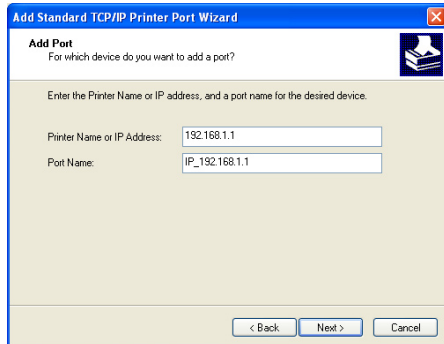 Add Standard TCP/IP Printer Port Wizard
Add Port
For which device do you want to add a port?
Enter the Printer Name or IP address, and a port name for the desired device.
Printer Name or IP Address: 192.168.1.1
Port Name: IP_192.168.1.1
< Back Next > Cancel